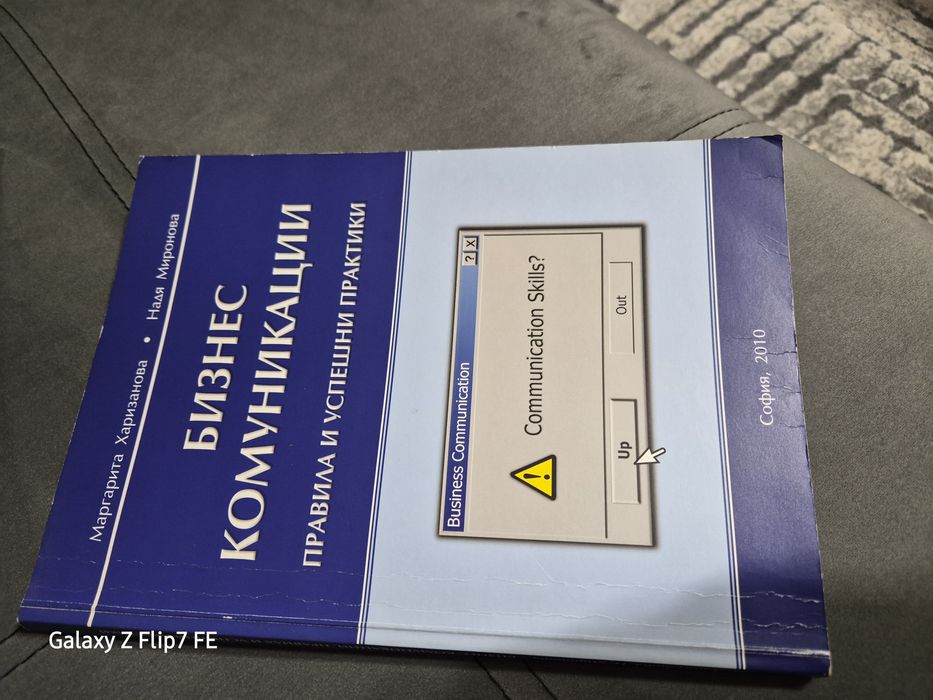 Маргарита Харизанова • Надя Миронова
БИЗНЕС
КОМУНИКАЦИИ
ПРАВИЛА И УСПЕШНИ ПРАКТИКИ
Business Communication ? X
Communication Skills?
Up Out
София, 2010
Galaxy Z Flip7 FE